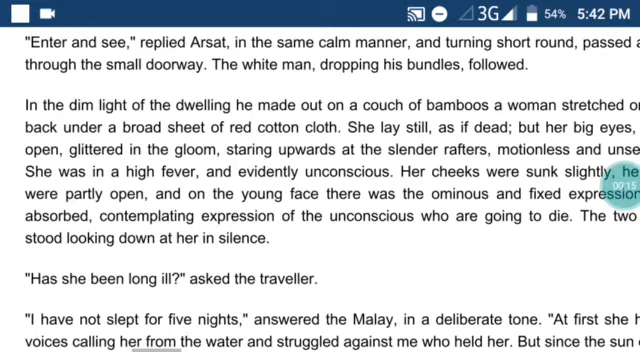 3G 54% 5:42 PM
"Enter and see," replied Arsat, in the same calm manner, and turning short round, passed
through the small doorway. The white man, dropping his bundles, followed.
In the dim light of the dwelling he made out on a couch of bamboos a woman stretched
back under a broad sheet of red cotton cloth. She lay still, as if dead; but her big eyes,
open, glittered in the gloom, staring upwards at the slender rafters, motionless and
She was in a high fever, and evidently unconscious. Her cheeks were sunk slightly,
were partly open, and on the young face there was the ominous and fixed expression
00:15
absorbed, contemplating expression of the unconscious who are going to die. The two
stood looking down at her in silence.
"Has she been long ill?" asked the traveller.
"I have not slept for five nights," answered the Malay, in a deliberate tone. "At first she
voices calling her from the water and struggled against me who held her. But since the sun